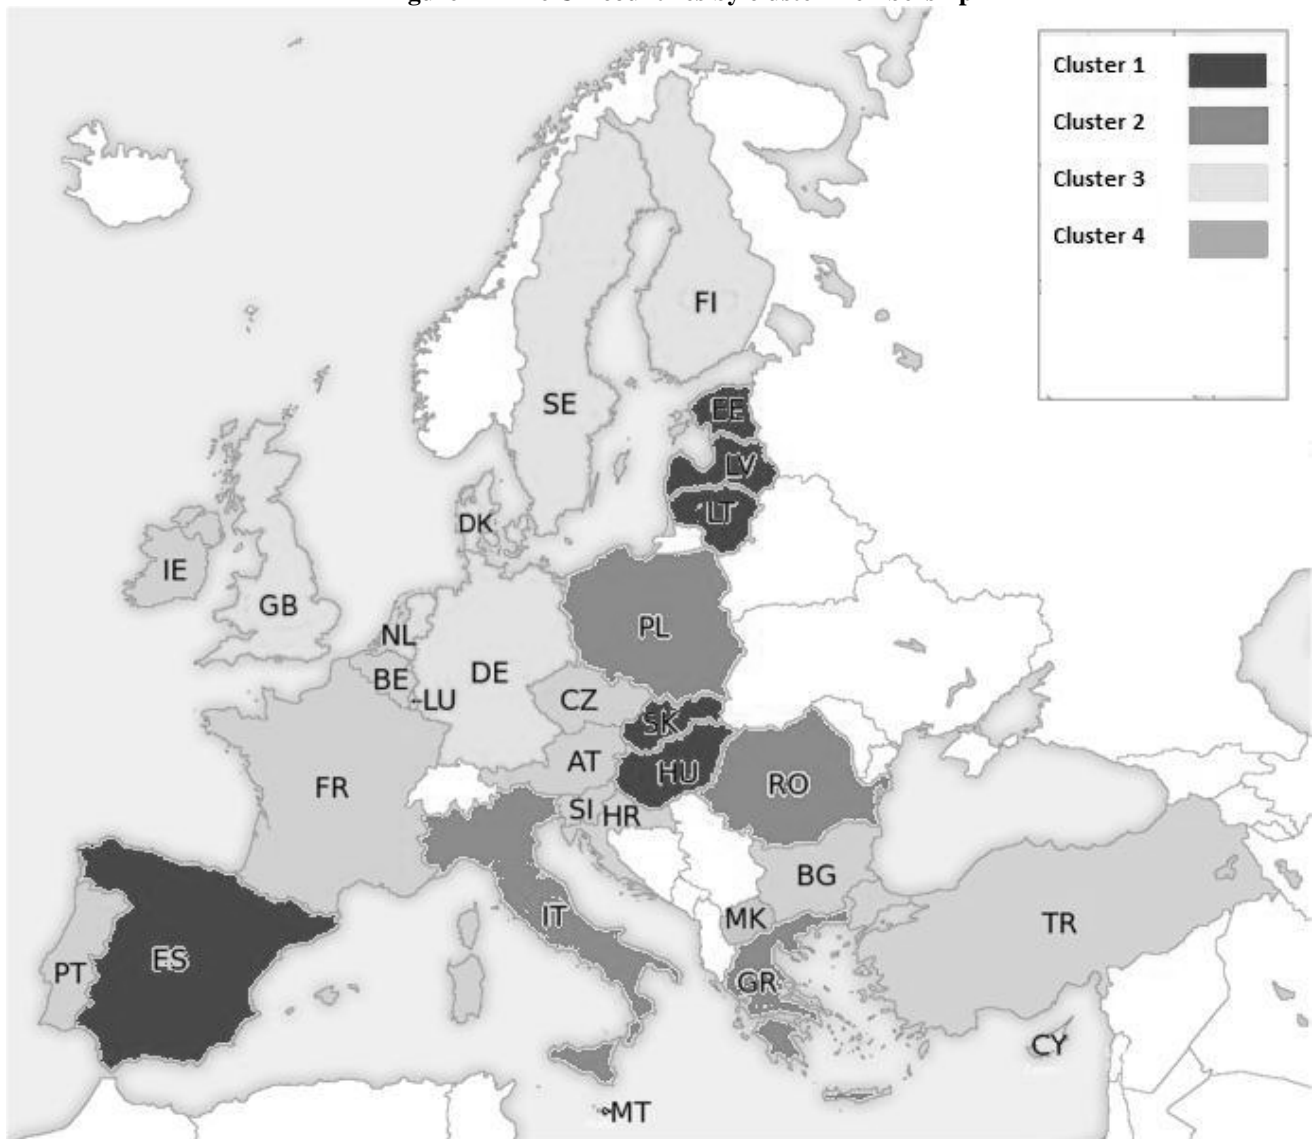 Cluster 1
Cluster 2
Cluster 3
Cluster 4
FI
SE
EE
LV
LT
DK
IE
GB
NL
PL
BE
DE
LU
CZ
SK
AT
HU
FR
RO
SI
HR
BG
IT
MK
TR
ES
PT
GR
CY
MT